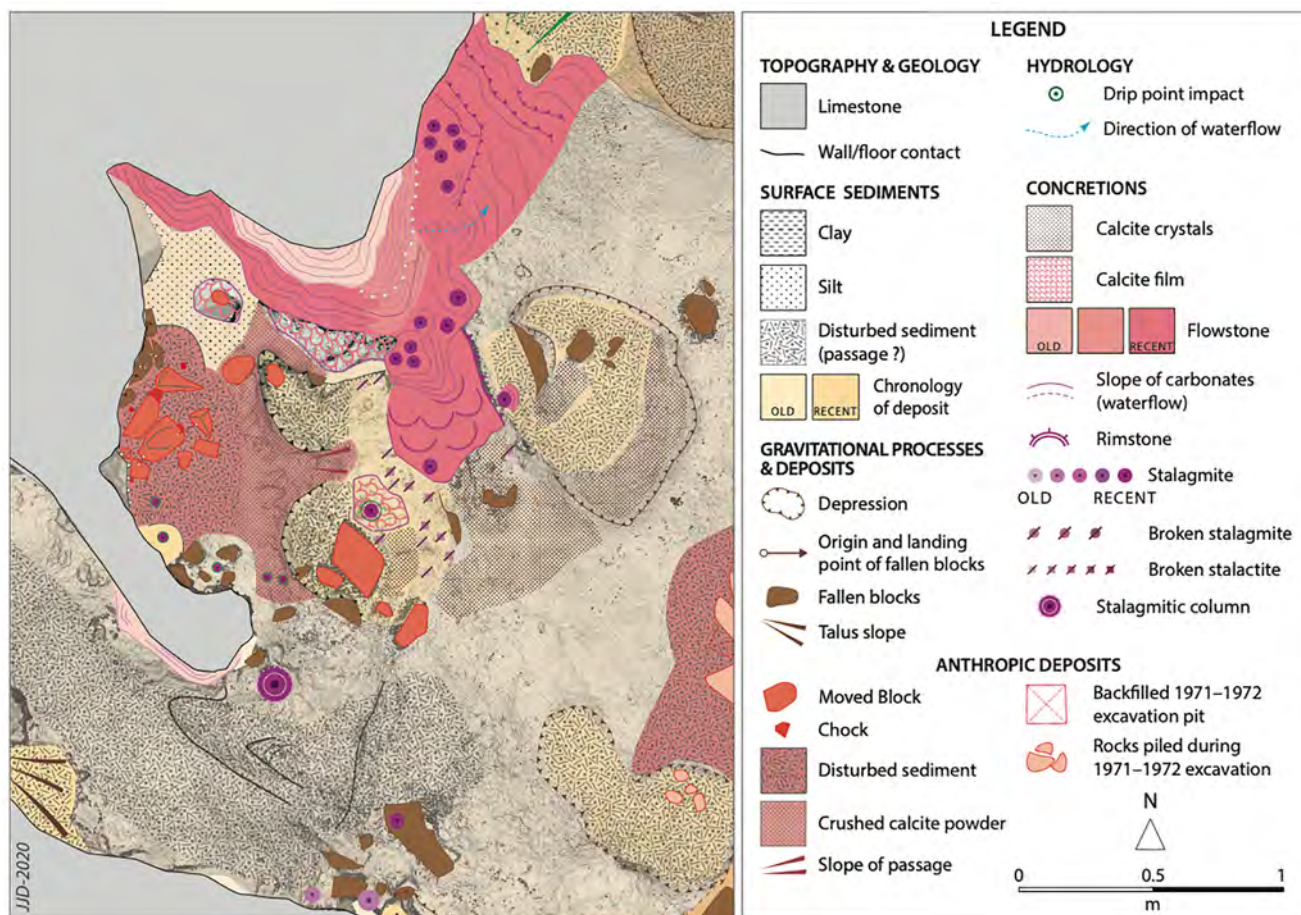 JJD-2020
LEGEND
TOPOGRAPHY & GEOLOGY
Limestone
Wall/floor contact
SURFACE SEDIMENTS
Clay
Silt
Disturbed sediment
(passage ?)
OLD
RECENT
Chronology
of deposit
GRAVITATIONAL PROCESSES
& DEPOSITS
Depression
Origin and landing
point of fallen blocks
Fallen blocks
Talus slope
HYDROLOGY
Drip point impact
Direction of waterflow
CONCRETIONS
Calcite crystals
Calcite film
OLD
RECENT
Flowstone
Slope of carbonates
(waterflow)
Rimstone
Stalagmite
OLD RECENT
Broken stalagmite
Broken stalactite
Stalagmitic column
ANTHROPIC DEPOSITS
Moved Block
Chock
Disturbed sediment
Crushed calcite powder
Slope of passage
Backfilled 1971–1972
excavation pit
Rocks piled during
1971–1972 excavation
N
0 0.5 1
m